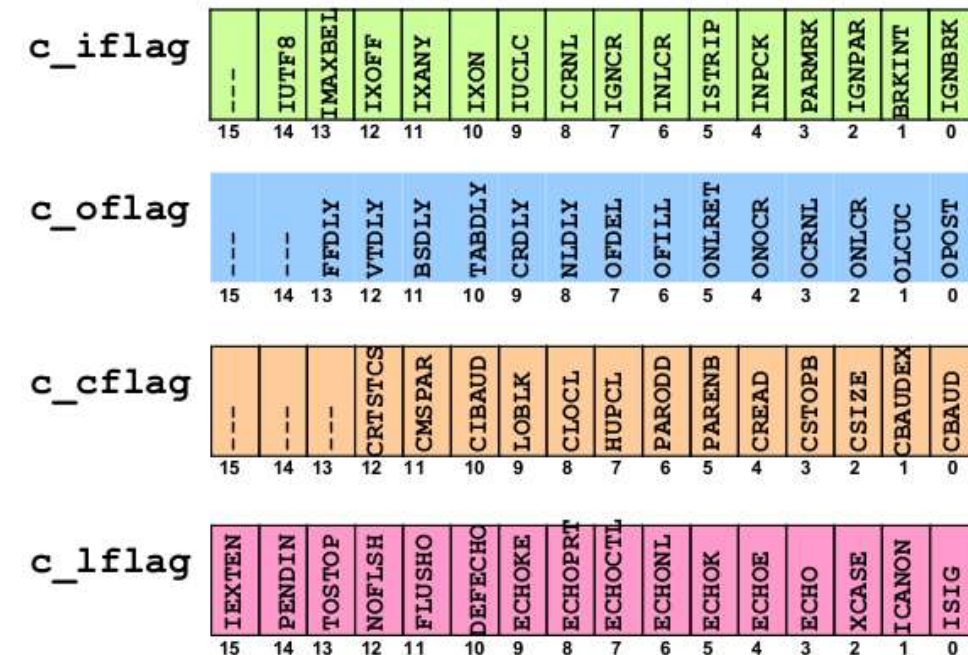 c_iflag --- IUTF8 IMAXBEL IXOFF IXANY IXON IUCLC ICRNL IGNCR INLCR ISTRIP INPCK PARMRK IGNPAR BRKINT IGNBRK
15 14 13 12 11 10 9 8 7 6 5 4 3 2 1 0
c_oflag --- --- FFDLY VTDLY BSDLY TABDLY CRDLY NLDLY OFDEL OFILL ONLRET ONOCR OCRNL ONLCR OLCUC OPOST
15 14 13 12 11 10 9 8 7 6 5 4 3 2 1 0
c_cflag --- --- --- CRTSTCS CMSPAR CIBAUD LOBLK CLOCL HUPCL PARODD PARENB CREAD CSTOPB CSIZE CBAUDEX CBAUD
15 14 13 12 11 10 9 8 7 6 5 4 3 2 1 0
c_lflag IEXTEN PENDIN TOSTOP NOFLSH FLUSHO DEFECHO ECHOKE ECHOPRT ECHOCTL ECHONL ECHOK ECHOE ECHO XCASE ICANON ISIG
15 14 13 12 11 10 9 8 7 6 5 4 3 2 1 0